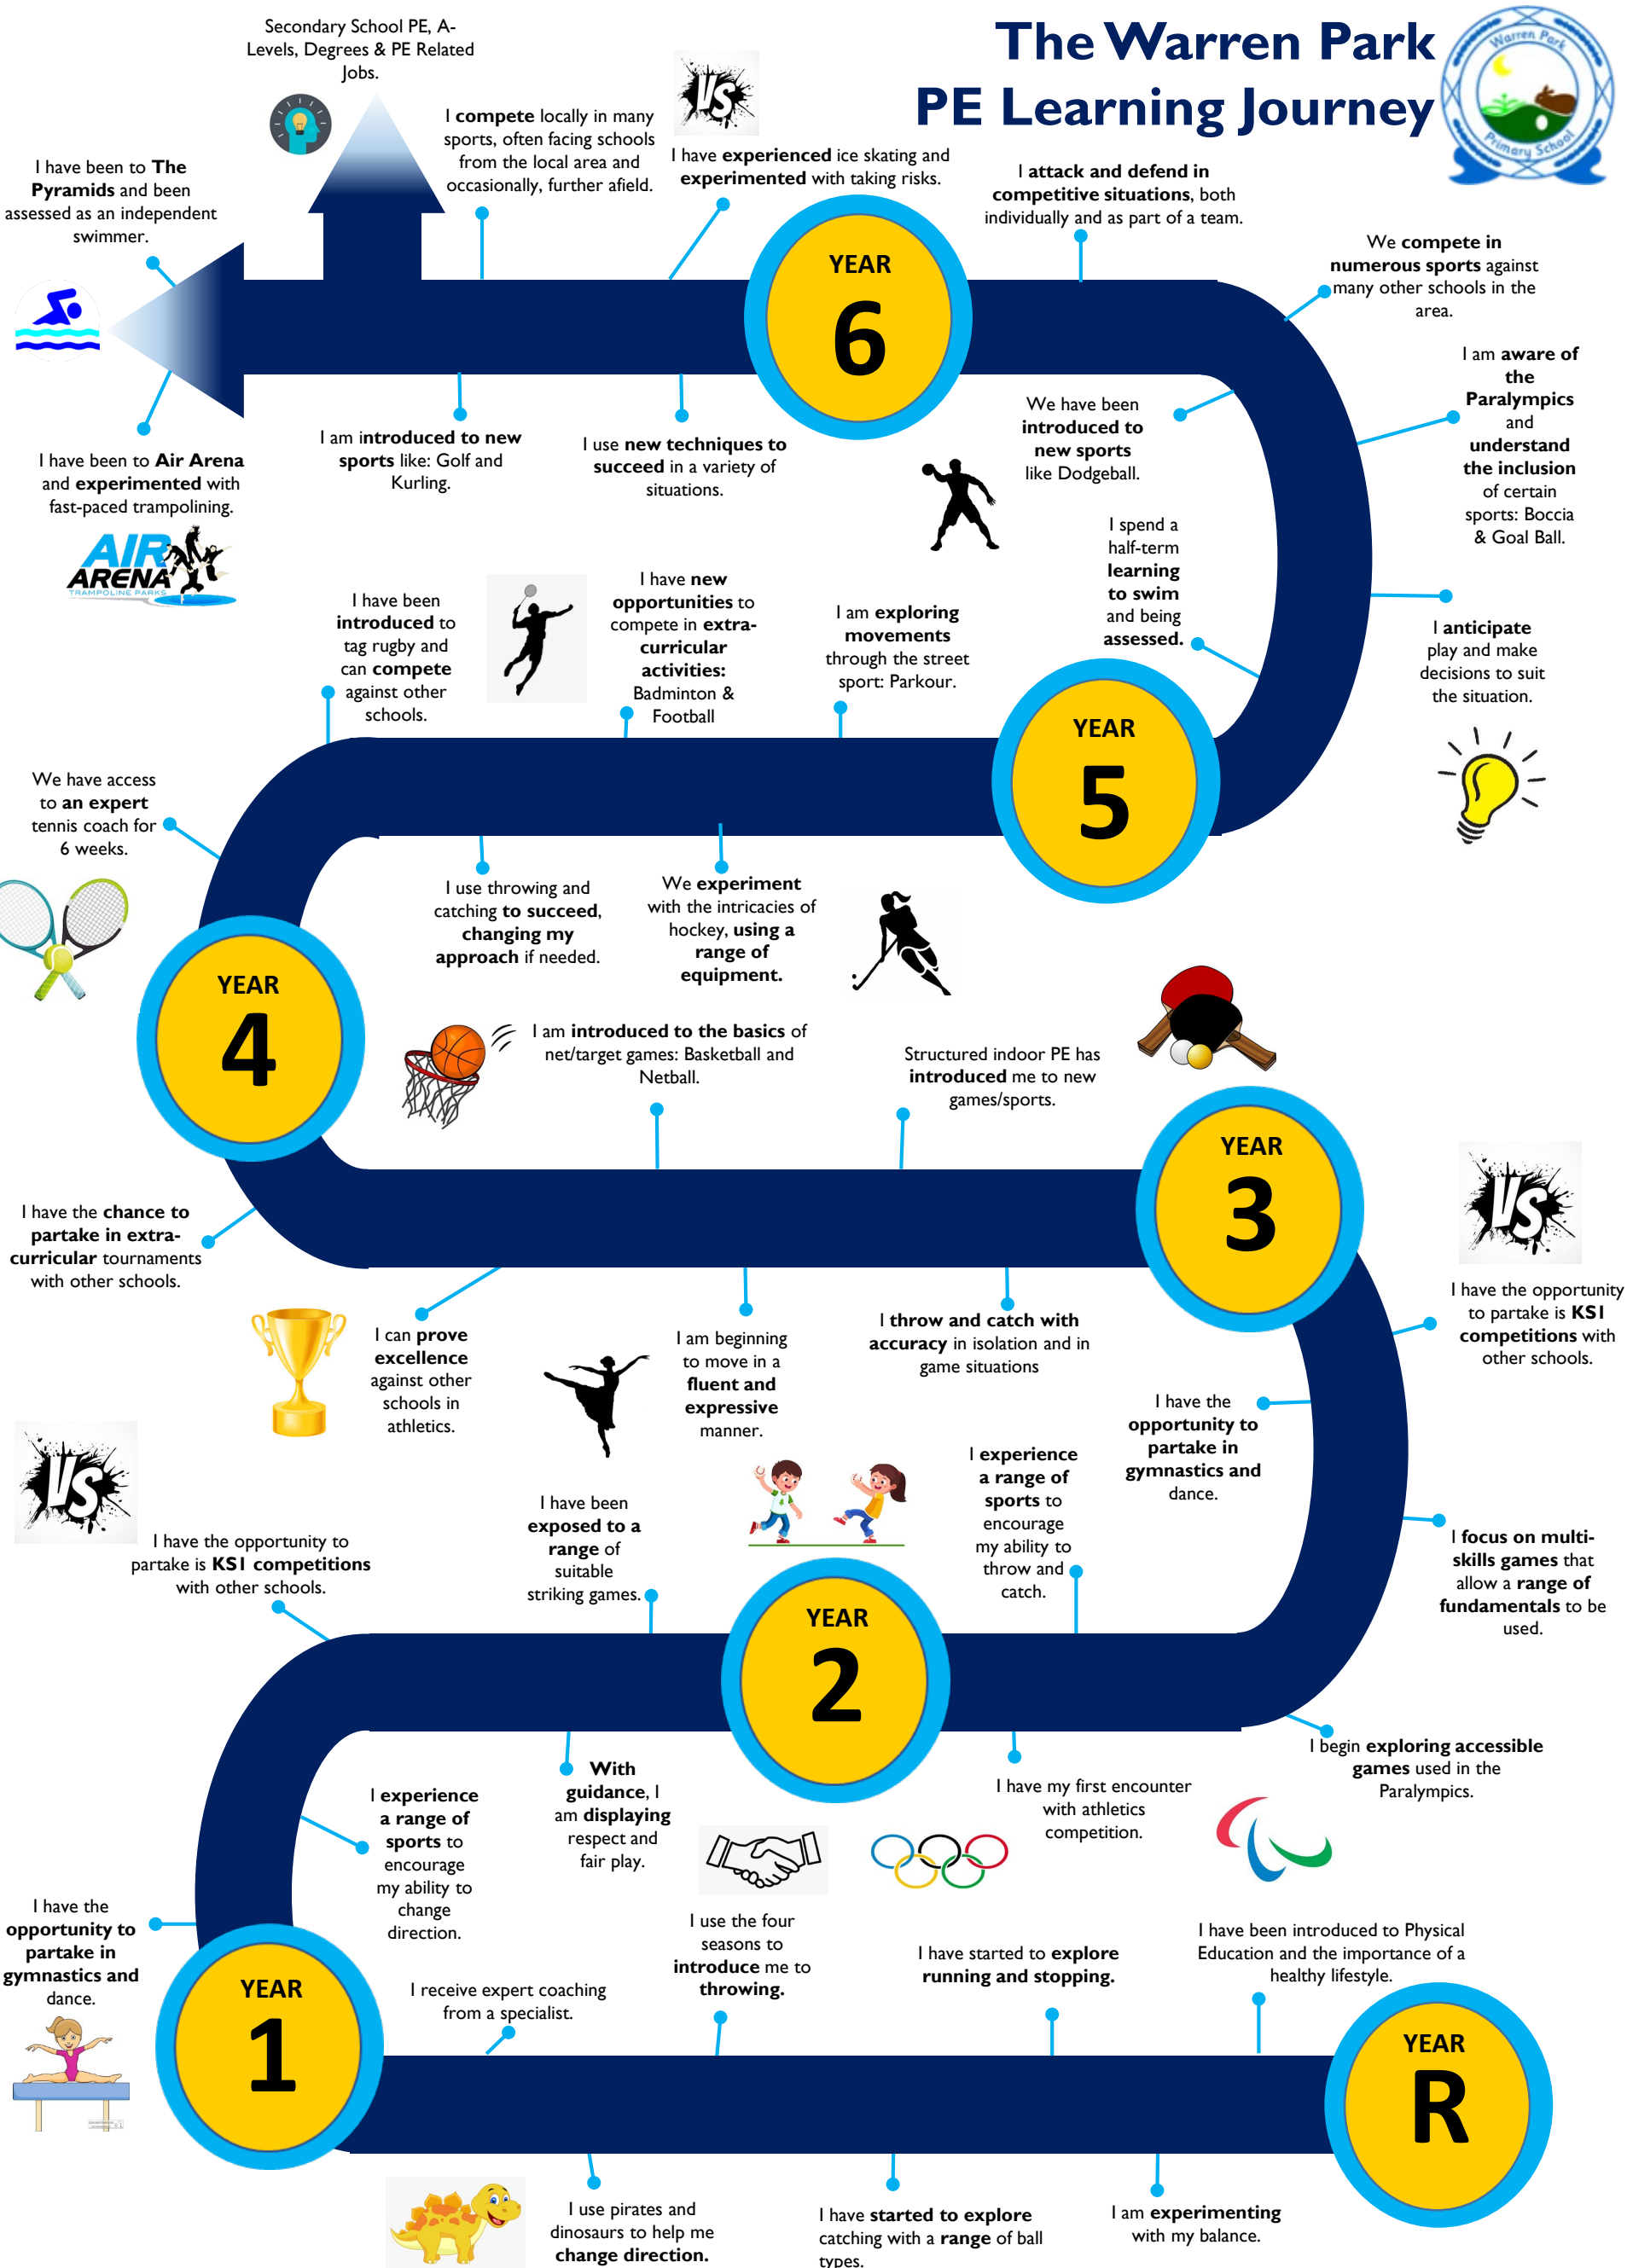 The Warren Park
PE Learning Journey
Warren Park
Primary School
Secondary School PE, A-
Levels, Degrees & PE Related
Jobs.
I compete locally in many
sports, often facing schools
from the local area and
occasionally, further afield.
VS
I have experienced ice skating and
experimented with taking risks.
I attack and defend in
competitive situations, both
individually and as part of a team.
I have been to The
Pyramids and been
assessed as an independent
swimmer.
We compete in
numerous sports against
many other schools in the
area.
YEAR
6
I am aware of
the
Paralympics
and
understand
the inclusion
of certain
sports: Boccia
& Goal Ball.
I have been to Air Arena
and experimented with
fast-paced trampolining.
AIR
ARENA
TRAMPOLINE PARKS
I am introduced to new
sports like: Golf and
Kurling.
I use new techniques to
succeed in a variety of
situations.
We have been
introduced to
new sports
like Dodgeball.
I spend a
half-term
learning
to swim
and being
assessed.
I anticipate
play and make
decisions to suit
the situation.
I have been
introduced to
tag rugby and
can compete
against other
schools.
I have new
opportunities to
compete in extra-
curricular
activities:
Badminton &
Football
I am exploring
movements
through the street
sport: Parkour.
YEAR
5
We have access
to an expert
tennis coach for
6 weeks.
I use throwing and
catching to succeed,
changing my
approach if needed.
We experiment
with the intricacies of
hockey, using a
range of
equipment.
YEAR
4
I am introduced to the basics of
net/target games: Basketball and
Netball.
Structured indoor PE has
introduced me to new
games/sports.
YEAR
3
VS
I have the chance to
partake in extra-
curricular tournaments
with other schools.
I can prove
excellence
against other
schools in
athletics.
I am beginning
to move in a
fluent and
expressive
manner.
I throw and catch with
accuracy in isolation and in
game situations
I have the opportunity
to partake is KS1
competitions with
other schools.
I have the
opportunity to
partake in
gymnastics and
dance.
VS
I have the opportunity to
partake is KS1 competitions
with other schools.
I have been
exposed to a
range of
suitable
striking games.
I experience
a range of
sports to
encourage
my ability to
throw and
catch.
I focus on multi-
skills games that
allow a range of
fundamentals to be
used.
YEAR
2
I experience
a range of
sports to
encourage
my ability to
change
direction.
With
guidance, I
am displaying
respect and
fair play.
I have my first encounter
with athletics
competition.
I begin exploring accessible
games used in the
Paralympics.
I have the
opportunity to
partake in
gymnastics and
dance.
YEAR
1
I receive expert coaching
from a specialist.
I use the four
seasons to
introduce me to
throwing.
I have started to explore
running and stopping.
I have been introduced to Physical
Education and the importance of a
healthy lifestyle.
YEAR
R
I use pirates and
dinosaurs to help me
change direction.
I have started to explore
catching with a range of ball
types.
I am experimenting
with my balance.